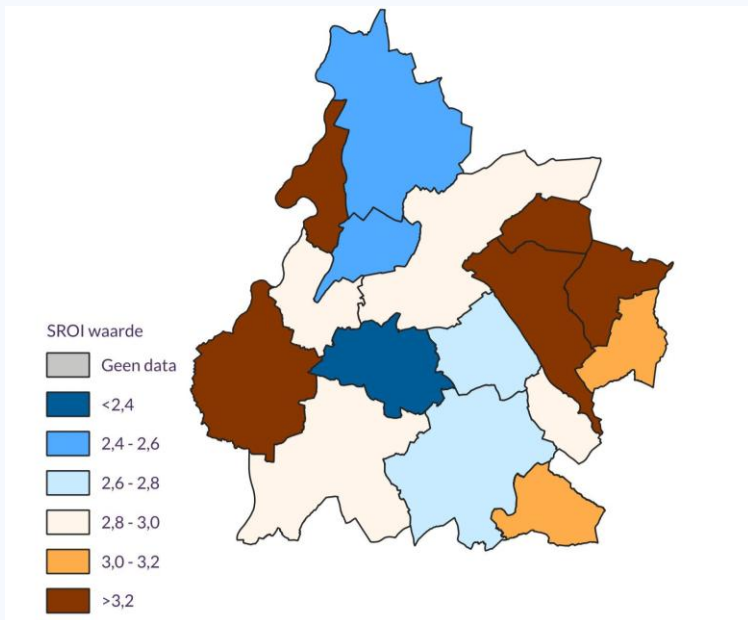 SROI waarde
Geen data
<2,4
2,4 - 2,6
2,6 - 2,8
2,8 - 3,0
3,0 - 3,2
>3,2